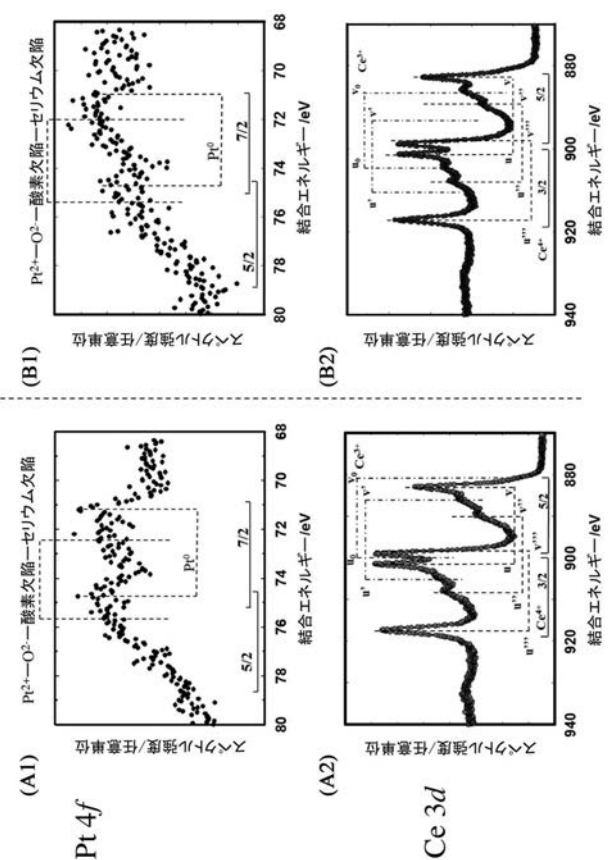 Pt 4f
(A1)
Pt²⁺—O²⁻—酸素欠陥—セリウム欠陥
Pt⁰
5/2
7/2
スペクトル強度/任意単位
80 78 76 74 72 70 68
結合エネルギー/eV
(B1)
Pt²⁺—O²⁻—酸素欠陥—セリウム欠陥
Pt⁰
5/2
7/2
スペクトル強度/任意単位
80 78 76 74 72 70 68
結合エネルギー/eV
Ce 3d
(A2)
u₀ v₀ Ce³⁺
u' v'
u v
u'' v''
u''' v'''
Ce⁴⁺ 3/2 5/2
スペクトル強度/任意単位
940 920 900 880
結合エネルギー/eV
(B2)
u₀ v₀ Ce³⁺
u' v'
u v
u'' v''
u''' v'''
Ce⁴⁺ 3/2 5/2
スペクトル強度/任意単位
940 920 900 880
結合エネルギー/eV